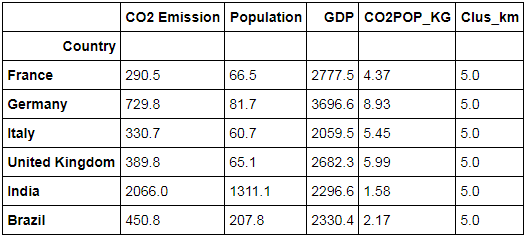 CO2 Emission Population GDP CO2POP_KG Clus_km
Country
France 290.5 66.5 2777.5 4.37 5.0
Germany 729.8 81.7 3696.6 8.93 5.0
Italy 330.7 60.7 2059.5 5.45 5.0
United Kingdom 389.8 65.1 2682.3 5.99 5.0
India 2066.0 1311.1 2296.6 1.58 5.0
Brazil 450.8 207.8 2330.4 2.17 5.0